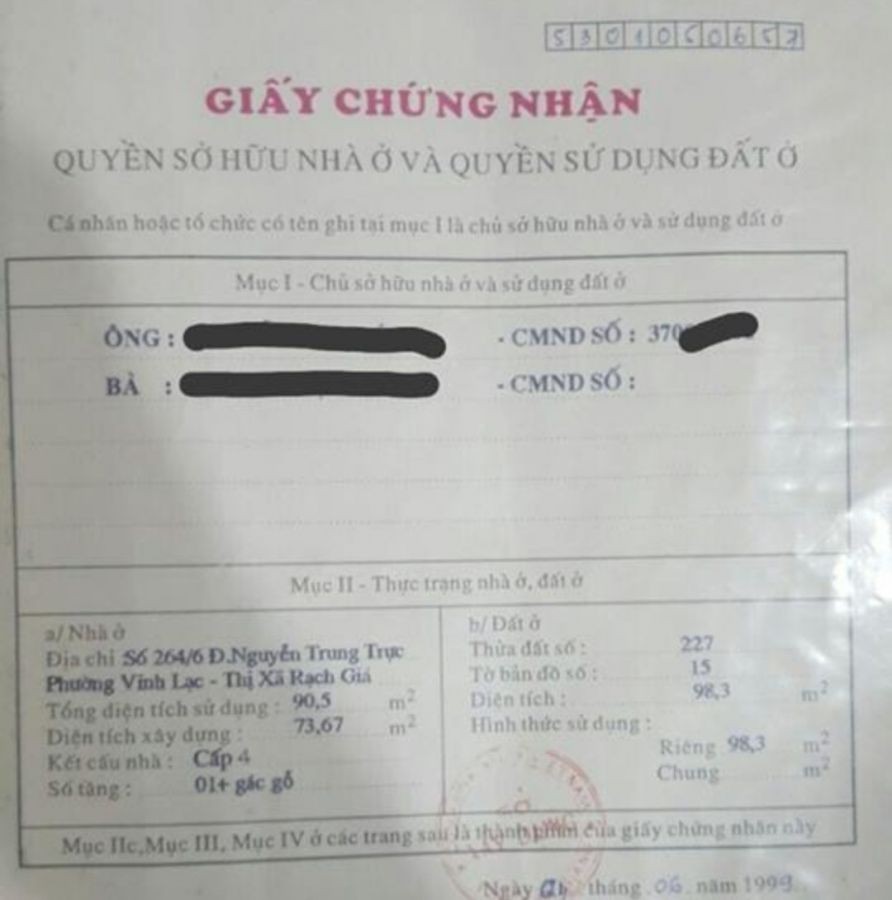 5301050657
GIẤY CHỨNG NHẬN
QUYỀN SỞ HỮU NHÀ Ở VÀ QUYỀN SỬ DỤNG ĐẤT Ở
Cá nhân hoặc tổ chức có tên ghi tại mục I là chủ sở hữu nhà ở và sử dụng đất ở
Mục I - Chủ sở hữu nhà ở và sử dụng đất ở
ÔNG : - CMND SỐ : 370
BÀ : - CMND SỐ :
Mục II - Thực trạng nhà ở, đất ở
a/ Nhà ở
Địa chỉ Số 264/6 Đ.Nguyễn Trung Trực
Phường Vĩnh Lạc - Thị Xã Rạch Giá
Tổng diện tích sử dụng : 90,5 m²
Diện tích xây dựng : 73,67 m²
Kết cấu nhà : Cấp 4
Số tầng : 01+ gác gỗ
b/ Đất ở
Thửa đất số : 227
Tờ bản đồ số : 15
Diện tích : 98,3 m²
Hình thức sử dụng :
Riêng 98,3 m²
Chung m²
Mục IIc,Mục III, Mục IV ở các trang sau là thành phần của giấy chứng nhận này
Ngày tháng 06 năm 1999